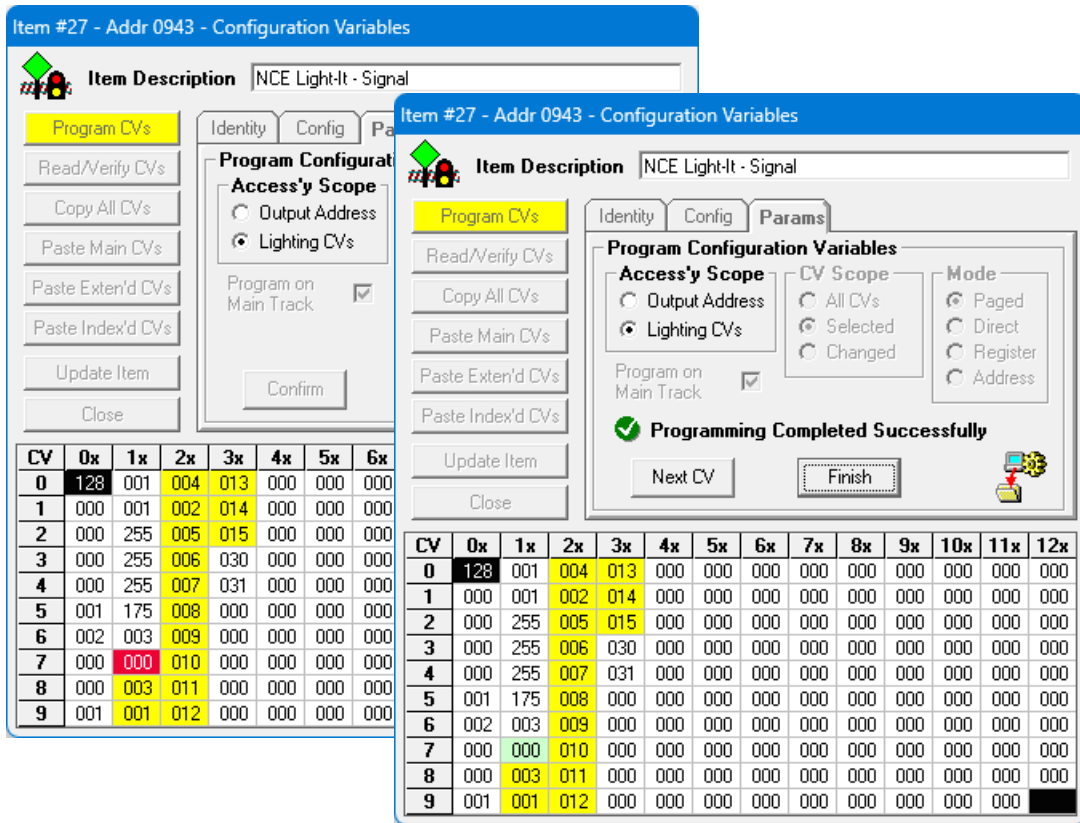 Item #27 - Addr 0943 - Configuration Variables
Item Description NCE Light-It - Signal
Program CVs
Read/Verify CVs
Copy All CVs
Paste Main CVs
Paste Exten'd CVs
Paste Index'd CVs
Update Item
Close
Identity Config Pa
Program Configurati
Access'y Scope
Output Address
Lighting CVs
Program on
Main Track
Confirm
CV 0x 1x 2x 3x 4x 5x 6x
0 128 001 004 013 000 000 000
1 000 001 002 014 000 000 000
2 000 255 005 015 000 000 000
3 000 255 006 030 000 000 000
4 000 255 007 031 000 000 000
5 001 175 008 000 000 000 000
6 002 003 009 000 000 000 000
7 000 000 010 000 000 000 000
8 000 003 011 000 000 000 000
9 001 001 012 000 000 000 000
Item #27 - Addr 0943 - Configuration Variables
Item Description NCE Light-It - Signal
Program CVs
Read/Verify CVs
Copy All CVs
Paste Main CVs
Paste Exten'd CVs
Paste Index'd CVs
Update Item
Close
Identity Config Params
Program Configuration Variables
Access'y Scope
Output Address
Lighting CVs
CV Scope
All CVs
Selected
Changed
Mode
Paged
Direct
Register
Address
Program on
Main Track
Programming Completed Successfully
Next CV Finish
CV 0x 1x 2x 3x 4x 5x 6x 7x 8x 9x 10x 11x 12x
0 128 001 004 013 000 000 000 000 000 000 000 000 000
1 000 001 002 014 000 000 000 000 000 000 000 000 000
2 000 255 005 015 000 000 000 000 000 000 000 000 000
3 000 255 006 030 000 000 000 000 000 000 000 000 000
4 000 255 007 031 000 000 000 000 000 000 000 000 000
5 001 175 008 000 000 000 000 000 000 000 000 000 000
6 002 003 009 000 000 000 000 000 000 000 000 000 000
7 000 000 010 000 000 000 000 000 000 000 000 000 000
8 000 003 011 000 000 000 000 000 000 000 000 000 000
9 001 001 012 000 000 000 000 000 000 000 000 000